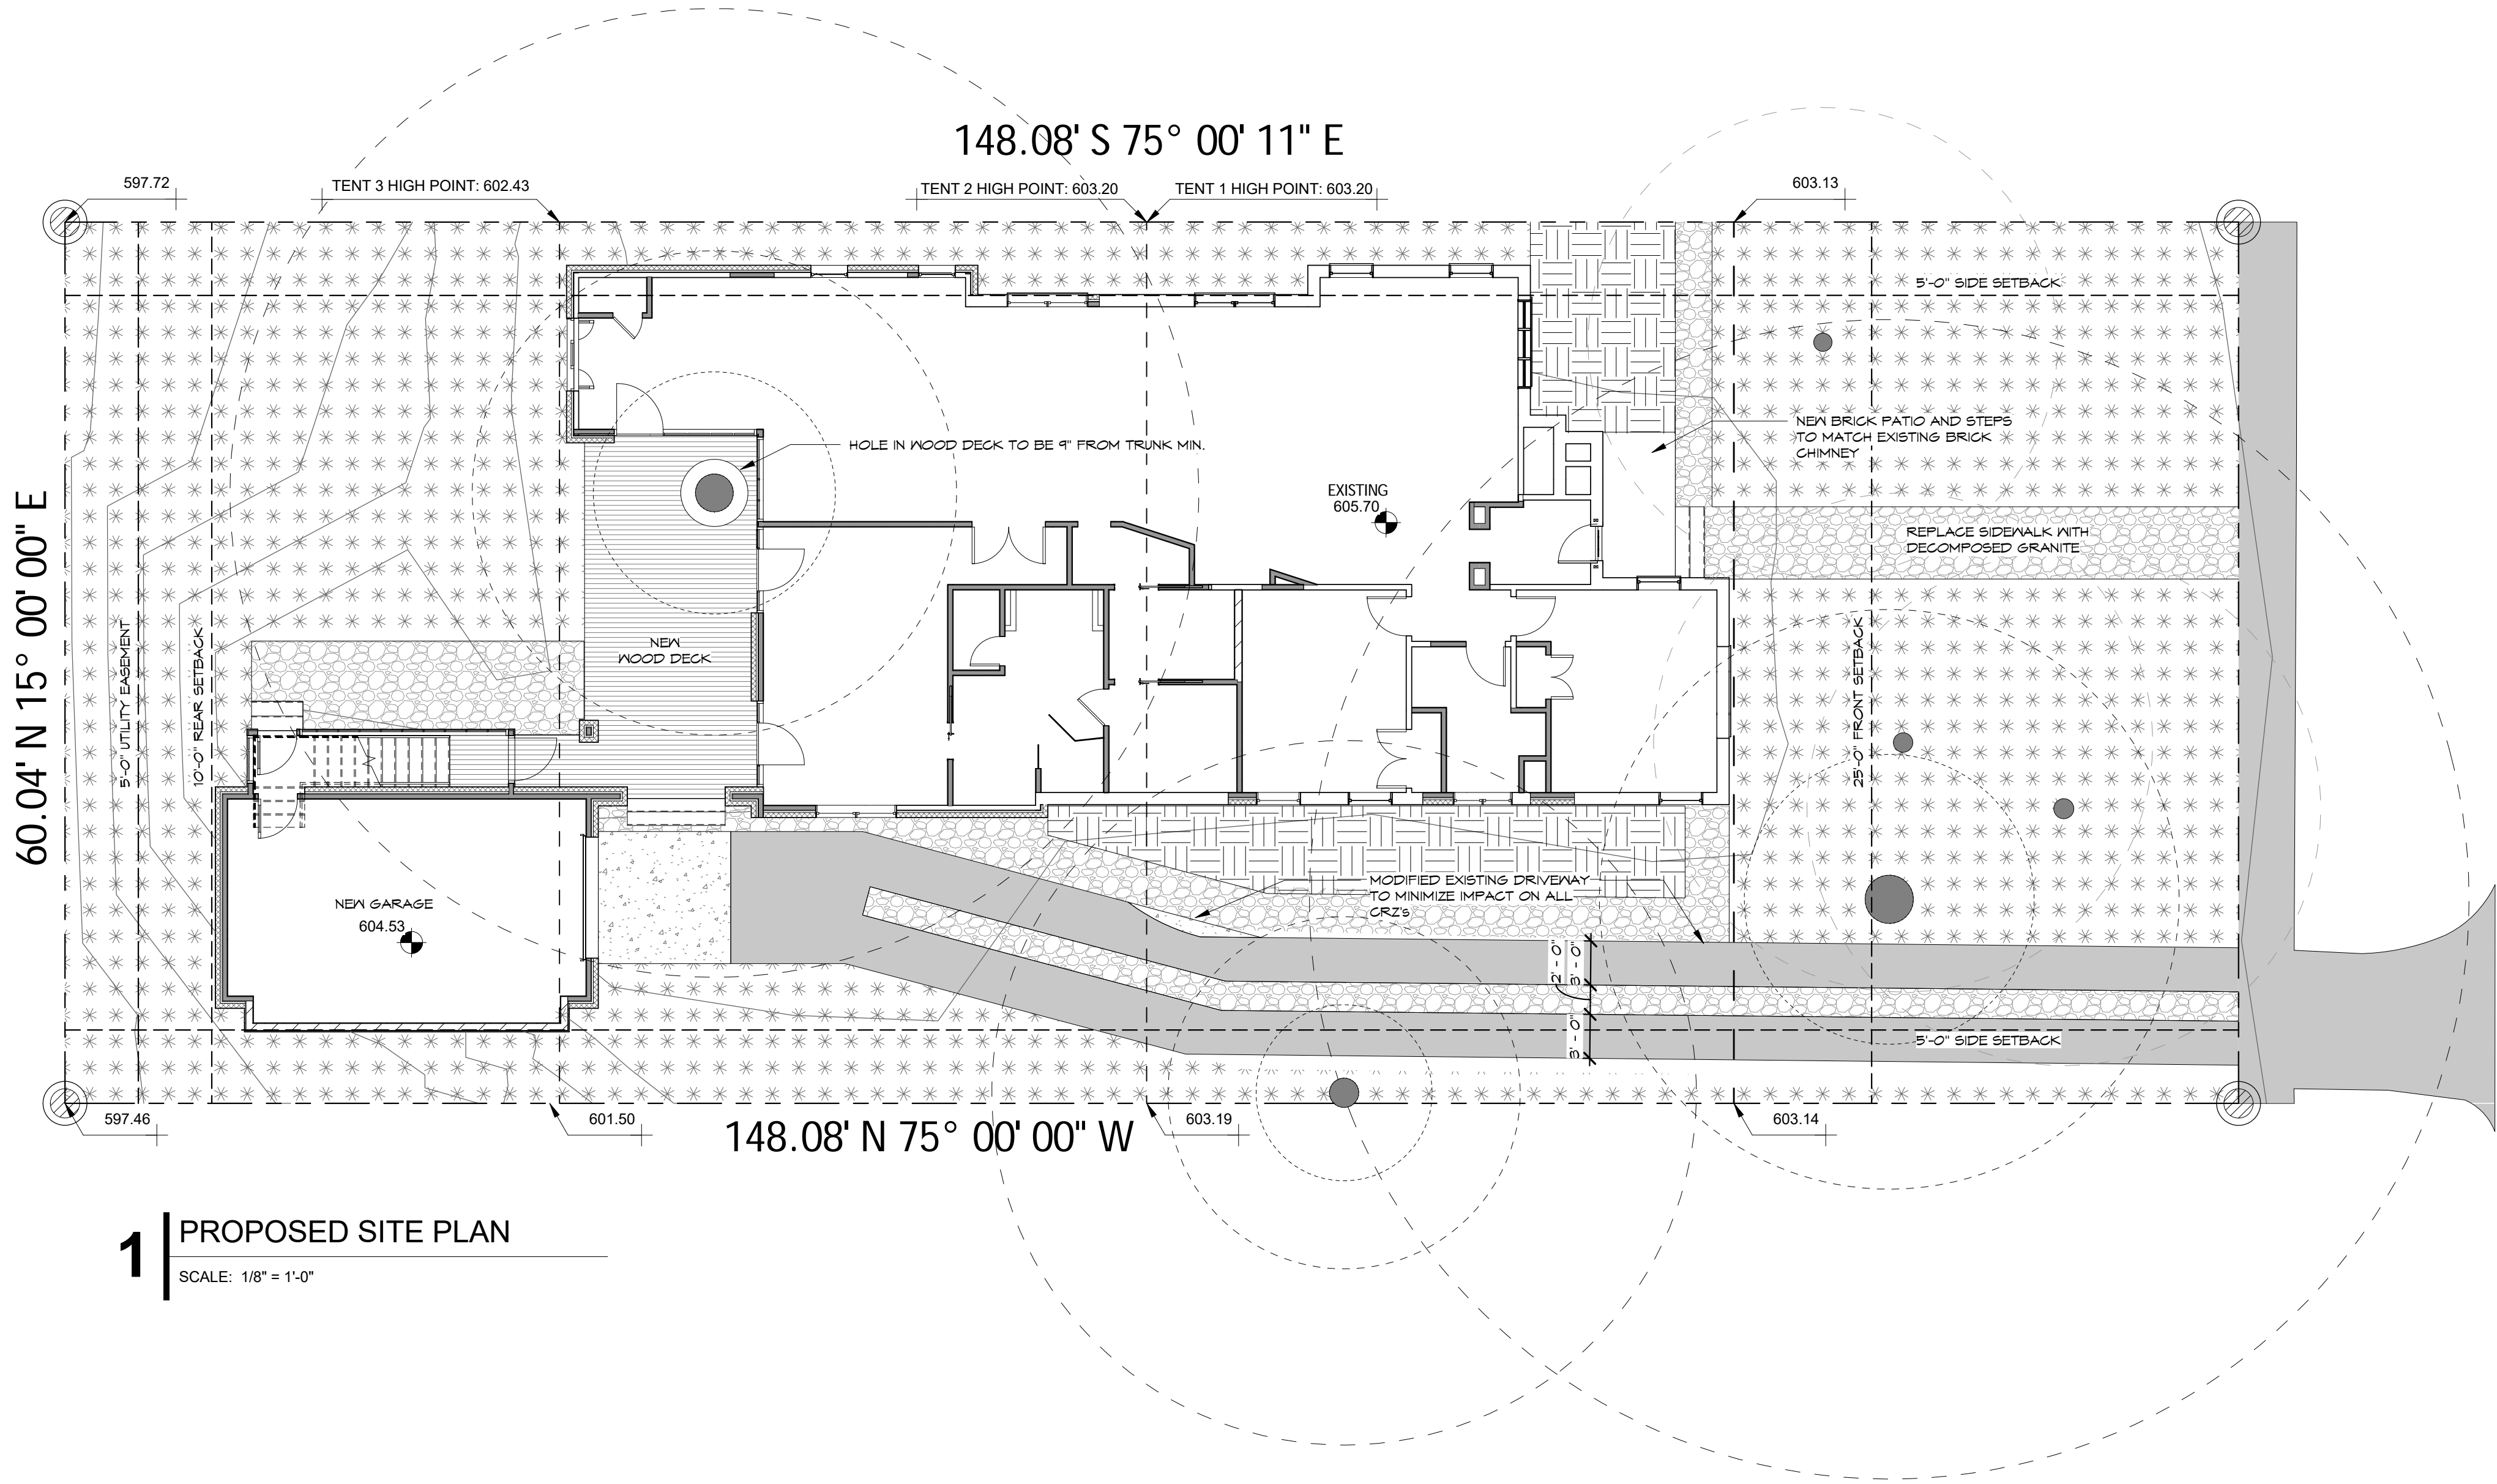 148.08' S 75° 00' 11" E
597.72
TENT 3 HIGH POINT: 602.43
TENT 2 HIGH POINT: 603.20
TENT 1 HIGH POINT: 603.20
603.13
5'-0" SIDE SETBACK
NEW BRICK PATIO AND STEPS
TO MATCH EXISTING BRICK
CHIMNEY
HOLE IN WOOD DECK TO BE 9" FROM TRUNK MIN.
EXISTING
605.70
REPLACE SIDEWALK WITH
DECOMPOSED GRANITE
60.04' N 15° 00' 00" E
5'-0" UTILITY EASEMENT
10'-0" REAR SETBACK
NEW
WOOD DECK
25'-0" FRONT SETBACK
MODIFIED EXISTING DRIVEWAY
TO MINIMIZE IMPACT ON ALL
CRZ's
NEW GARAGE
604.53
2'-0"
3'-0"
3'-0"
5'-0" SIDE SETBACK
597.46
601.50
603.19
603.14
148.08' N 75° 00' 00" W
1
PROPOSED SITE PLAN
SCALE: 1/8" = 1'-0"